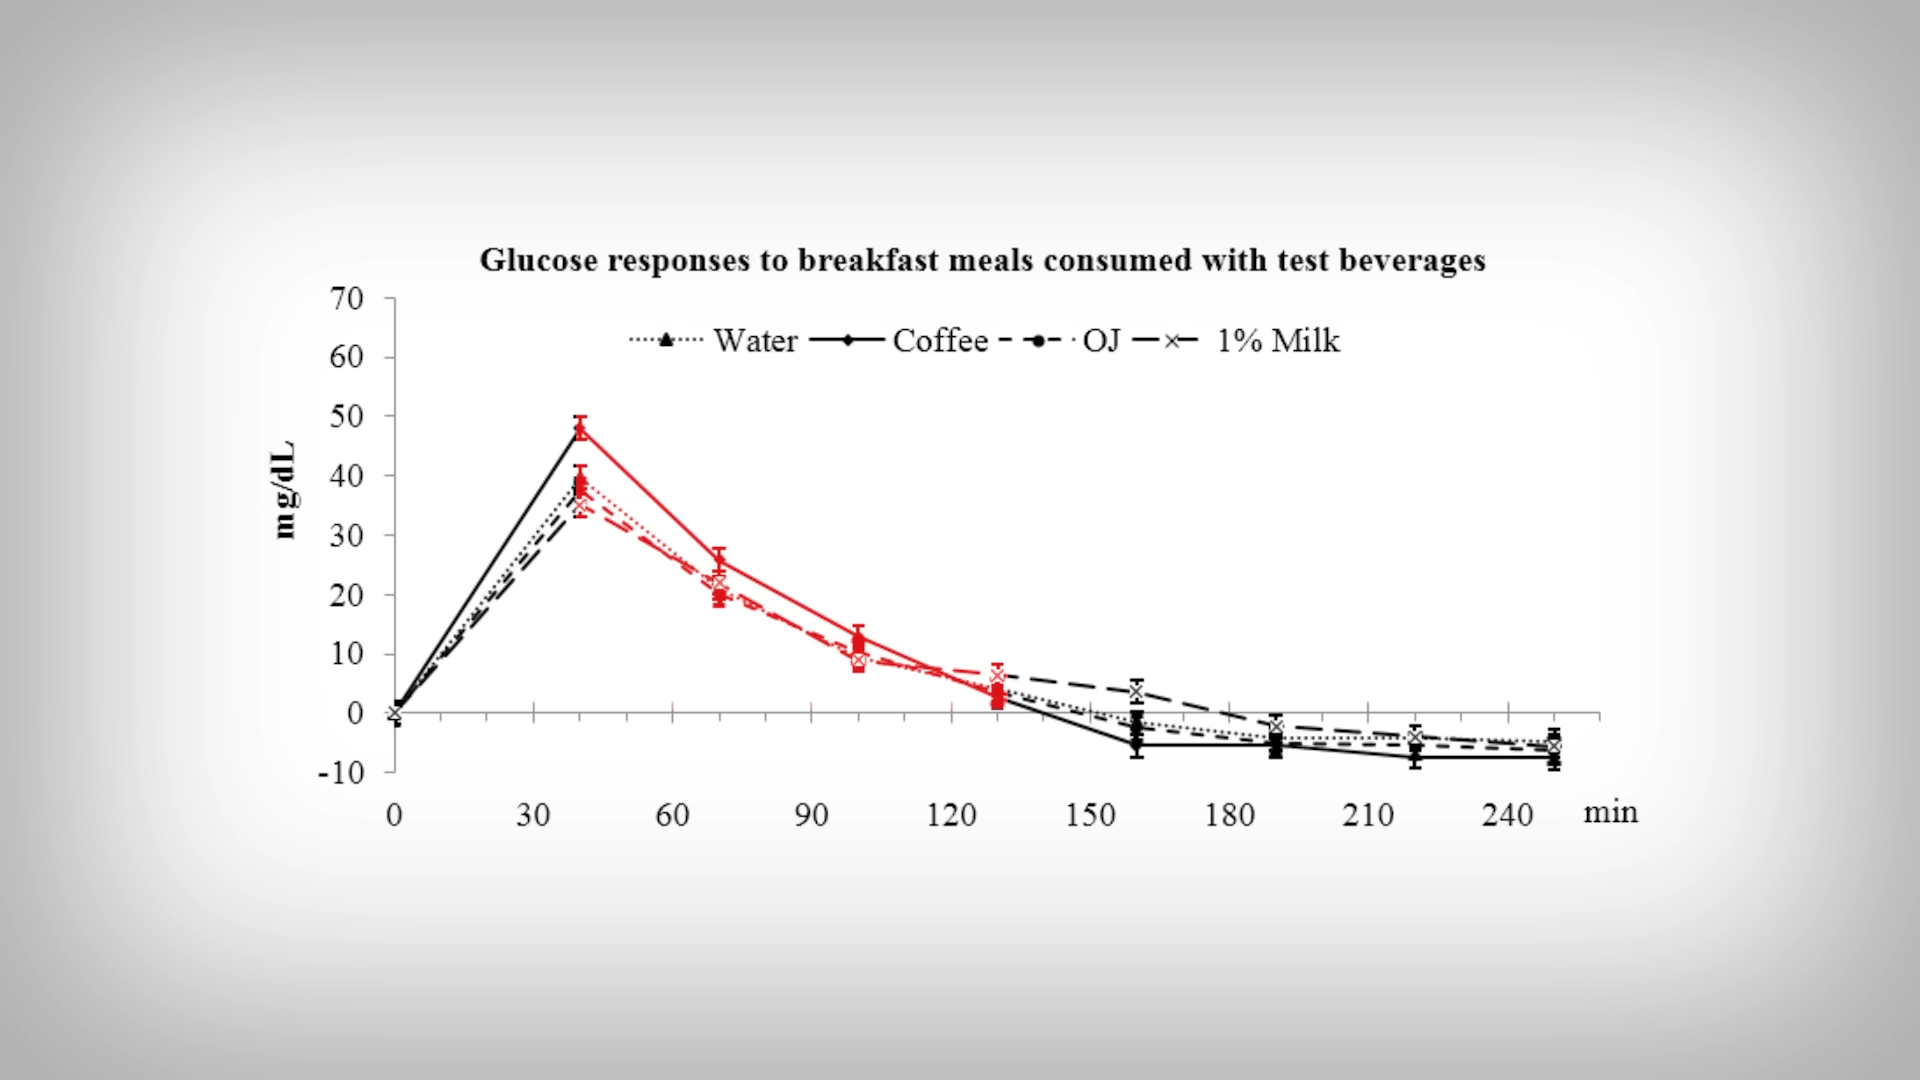 Glucose responses to breakfast meals consumed with test beverages
70
Water Coffee OJ 1% Milk
60
50
40
mg/dL
30
20
10
0
-10
0 30 60 90 120 150 180 210 240 min